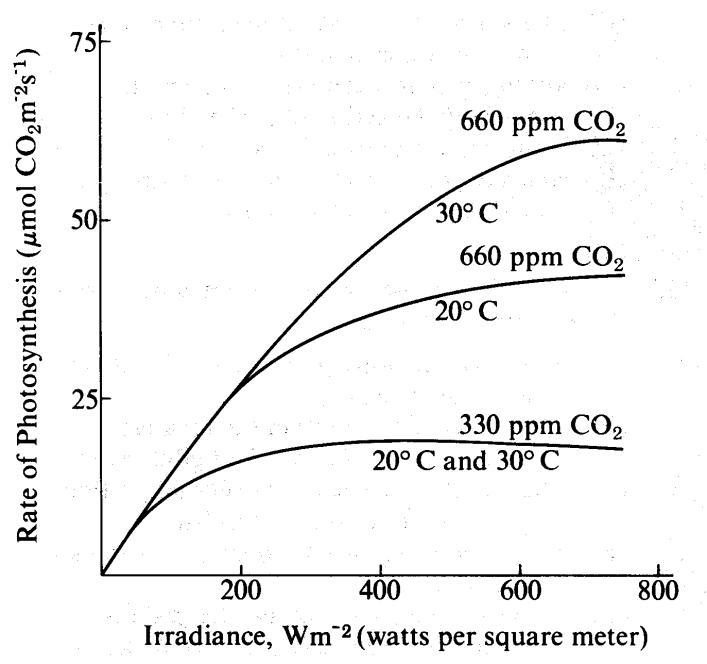 75
50
25
Rate of Photosynthesis (μmol CO₂m⁻²s⁻¹)
660 ppm CO₂
30° C
660 ppm CO₂
20° C
330 ppm CO₂
20° C and 30° C
200
400
600
800
Irradiance, Wm⁻² (watts per square meter)